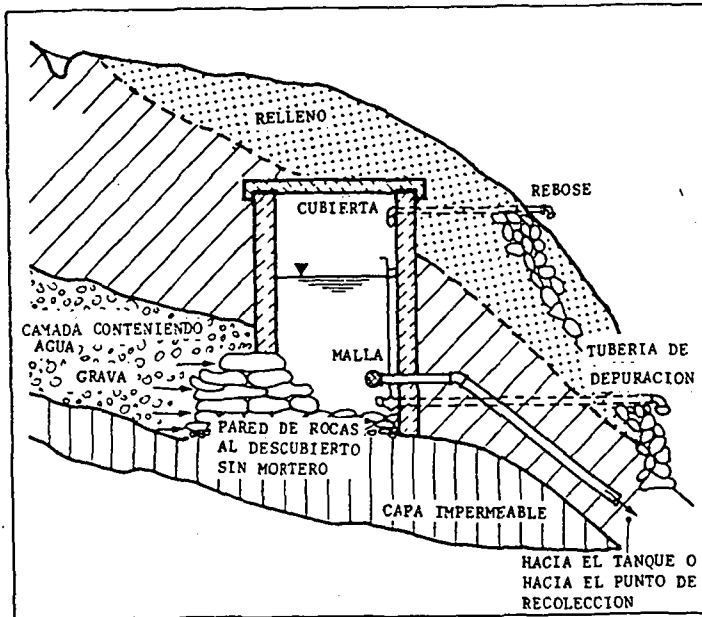 RELLENO
REBOSE
CUBIERTA
CAMADA CONTENIENDO
AGUA
GRAVA
MALLA
TUBERIA DE
DEPURACION
PARED DE ROCAS
AL DESCUBIERTO
SIN MORTERO
CAPA IMPERMEABLE
HACIA EL TANQUE O
HACIA EL PUNTO DE
RECOLECCION